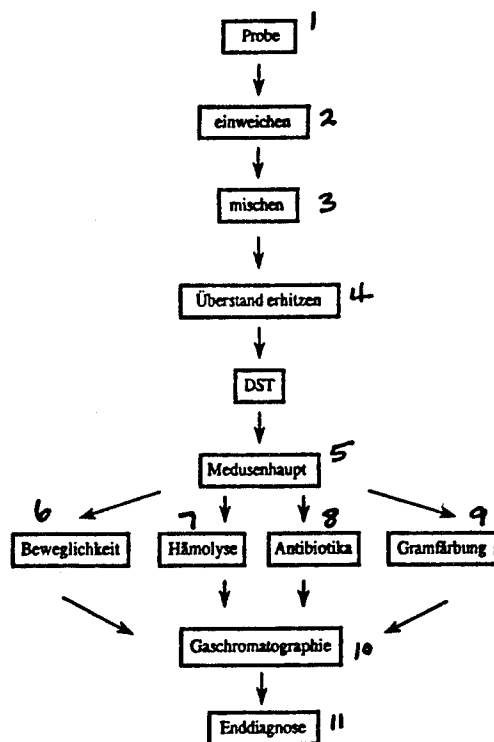 Probe 1
einweichen 2
mischen 3
Überstand erhitzen 4
DST
Medusenhaupt 5
6 7 8 9
Beweglichkeit Hämolyse Antibiotika Gramfärbung
Gaschromatographie 10
Enddiagnose 11